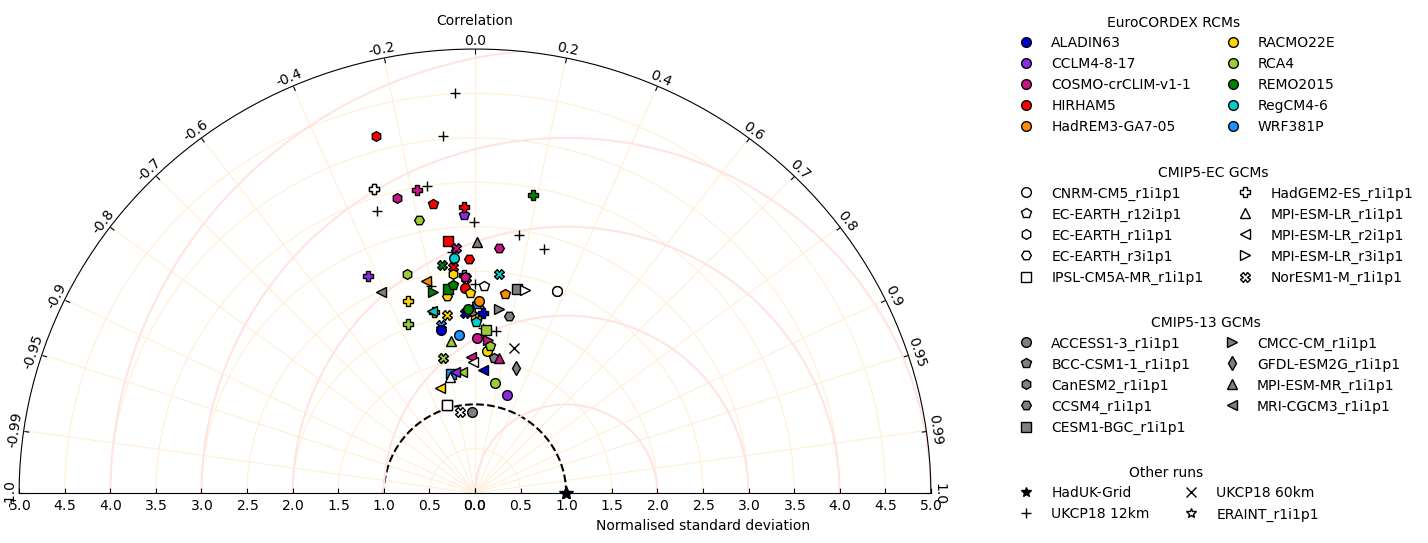 Correlation
-0.2 0.0 0.2
-0.4 0.4
-0.6 0.6
-0.7 0.7
-0.8 0.8
-0.9 0.9
-0.95 0.95
-0.99 0.99
-1.0 1.0
5.0 4.5 4.0 3.5 3.0 2.5 2.0 1.5 1.0 0.5 0.0 0.5 1.0 1.5 2.0 2.5 3.0 3.5 4.0 4.5 5.0
Normalised standard deviation
EuroCORDEX RCMs
ALADIN63 RACMO22E
CCLM4-8-17 RCA4
COSMO-crCLIM-v1-1 REMO2015
HIRHAM5 RegCM4-6
HadREM3-GA7-05 WRF381P
CMIP5-EC GCMs
CNRM-CM5_r1i1p1 HadGEM2-ES_r1i1p1
EC-EARTH_r12i1p1 MPI-ESM-LR_r1i1p1
EC-EARTH_r1i1p1 MPI-ESM-LR_r2i1p1
EC-EARTH_r3i1p1 MPI-ESM-LR_r3i1p1
IPSL-CM5A-MR_r1i1p1 NorESM1-M_r1i1p1
CMIP5-13 GCMs
ACCESS1-3_r1i1p1 CMCC-CM_r1i1p1
BCC-CSM1-1_r1i1p1 GFDL-ESM2G_r1i1p1
CanESM2_r1i1p1 MPI-ESM-MR_r1i1p1
CCSM4_r1i1p1 MRI-CGCM3_r1i1p1
CESM1-BGC_r1i1p1
Other runs
HadUK-Grid UKCP18 60km
UKCP18 12km ERAINT_r1i1p1